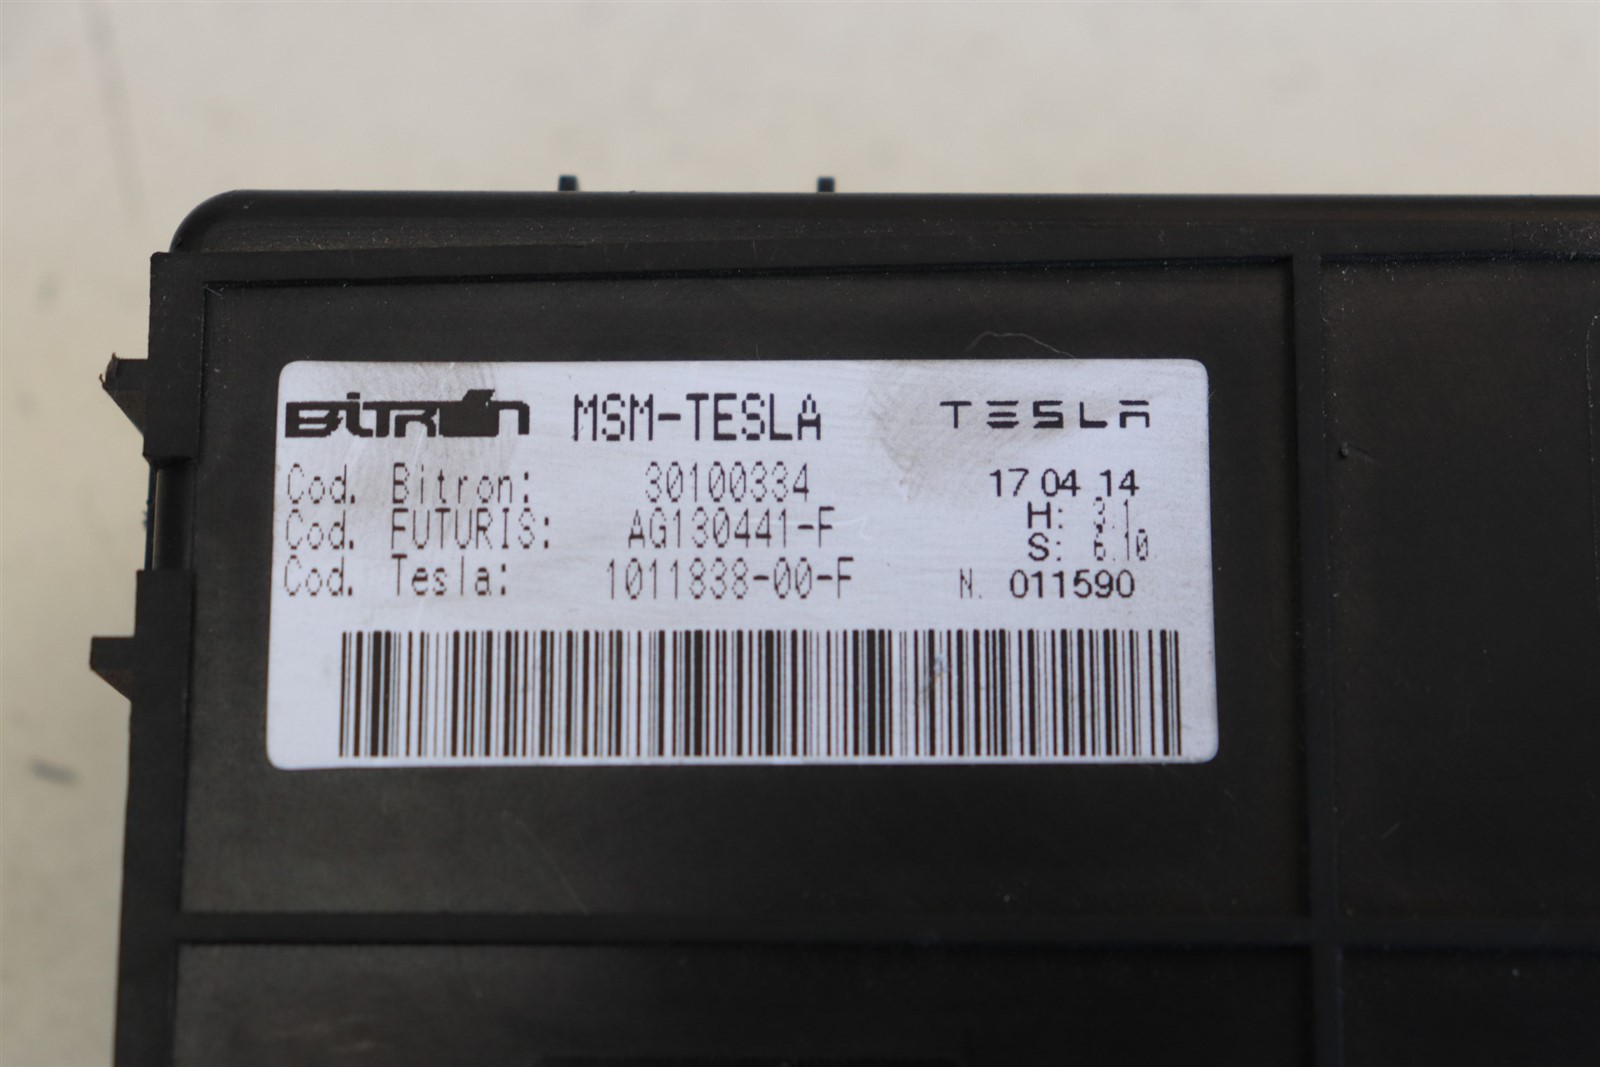 BiTRON MSM-TESLA TESLA
Cod. Bitron: 30100334 17 04 14
Cod. FUTURIS: AG130441-F H: 3.1
S: 6.10
Cod. Tesla: 1011838-00-F N. 011590